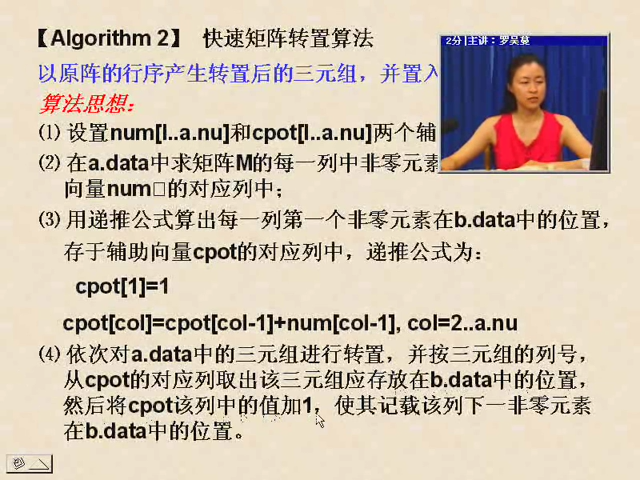 【Algorithm 2】 快速矩阵转置算法
以原阵的行序产生转置后的三元组，并置入
算法思想：
⑴ 设置num[l..a.nu]和cpot[l..a.nu]两个辅
⑵ 在a.data中求矩阵M的每一列中非零元素
向量num□的对应列中；
⑶ 用递推公式算出每一列第一个非零元素在b.data中的位置，
存于辅助向量cpot的对应列中，递推公式为：
cpot[1]=1
cpot[col]=cpot[col-1]+num[col-1], col=2..a.nu
⑷ 依次对a.data中的三元组进行转置，并按三元组的列号，
从cpot的对应列取出该三元组应存放在b.data中的位置，
然后将cpot该列中的值加1，使其记载该列下一非零元素
在b.data中的位置。
2分|主讲：罗昊蔓